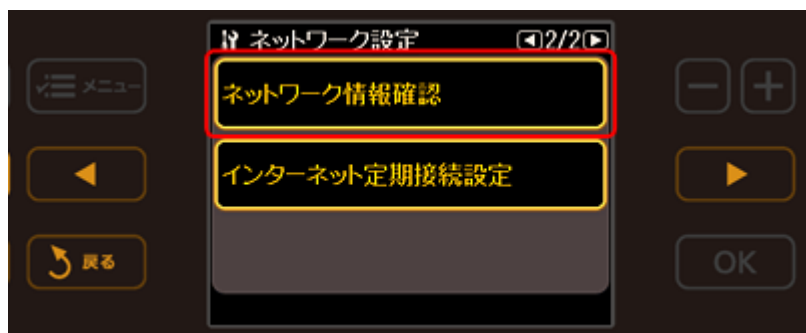 ネットワーク設定 2/2
メニュー
ネットワーク情報確認
インターネット定期接続設定
戻る
OK